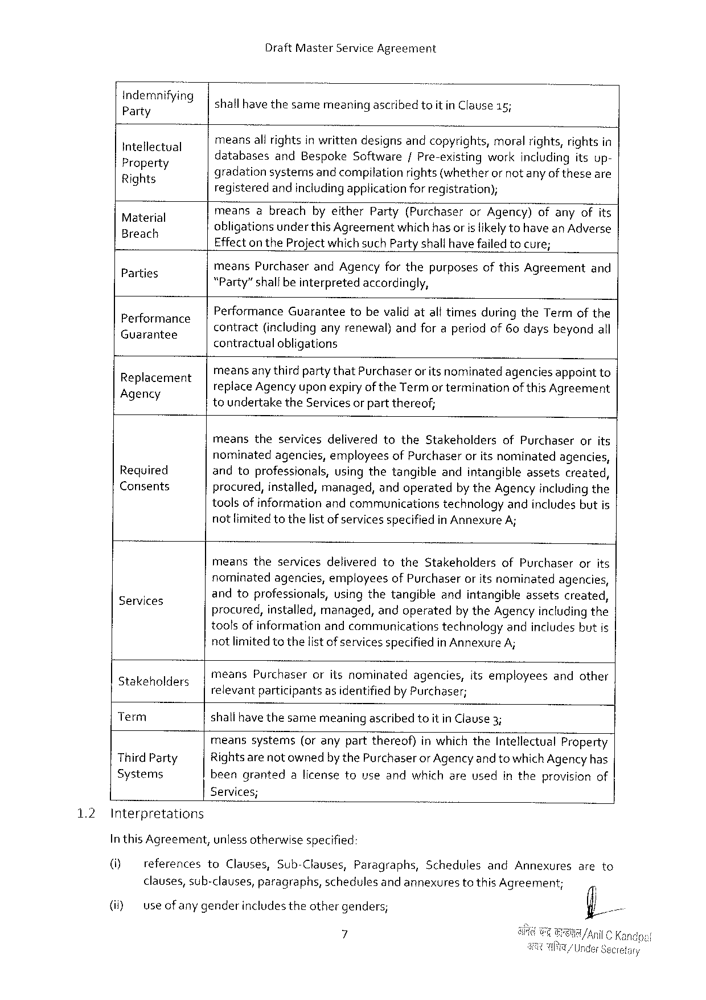 Draft Master Service Agreement
Indemnifying
Party
shall have the same meaning ascribed to it in Clause 15;
Intellectual
Property
Rights
means all rights in written designs and copyrights, moral rights, rights in
databases and Bespoke Software / Pre-existing work including its up-
gradation systems and compilation rights (whether or not any of these are
registered and including application for registration);
Material
Breach
means a breach by either Party (Purchaser or Agency) of any of its
obligations under this Agreement which has or is likely to have an Adverse
Effect on the Project which such Party shall have failed to cure;
Parties
means Purchaser and Agency for the purposes of this Agreement and
"Party" shall be interpreted accordingly,
Performance
Guarantee
Performance Guarantee to be valid at all times during the Term of the
contract (including any renewal) and for a period of 60 days beyond all
contractual obligations
Replacement
Agency
means any third party that Purchaser or its nominated agencies appoint to
replace Agency upon expiry of the Term or termination of this Agreement
to undertake the Services or part thereof;
Required
Consents
means the services delivered to the Stakeholders of Purchaser or its
nominated agencies, employees of Purchaser or its nominated agencies,
and to professionals, using the tangible and intangible assets created,
procured, installed, managed, and operated by the Agency including the
tools of information and communications technology and includes but is
not limited to the list of services specified in Annexure A;
Services
means the services delivered to the Stakeholders of Purchaser or its
nominated agencies, employees of Purchaser or its nominated agencies,
and to professionals, using the tangible and intangible assets created,
procured, installed, managed, and operated by the Agency including the
tools of information and communications technology and includes but is
not limited to the list of services specified in Annexure A;
Stakeholders
means Purchaser or its nominated agencies, its employees and other
relevant participants as identified by Purchaser;
Term
shall have the same meaning ascribed to it in Clause 3;
Third Party
Systems
means systems (or any part thereof) in which the Intellectual Property
Rights are not owned by the Purchaser or Agency and to which Agency has
been granted a license to use and which are used in the provision of
Services;
1.2 Interpretations
In this Agreement, unless otherwise specified:
(i) references to Clauses, Sub-Clauses, Paragraphs, Schedules and Annexures are to
clauses, sub-clauses, paragraphs, schedules and annexures to this Agreement;
(ii) use of any gender includes the other genders;
7
अनिल चन्द्र काण्डपाल/Anil C Kandpal
अवर सचिव/Under Secretary